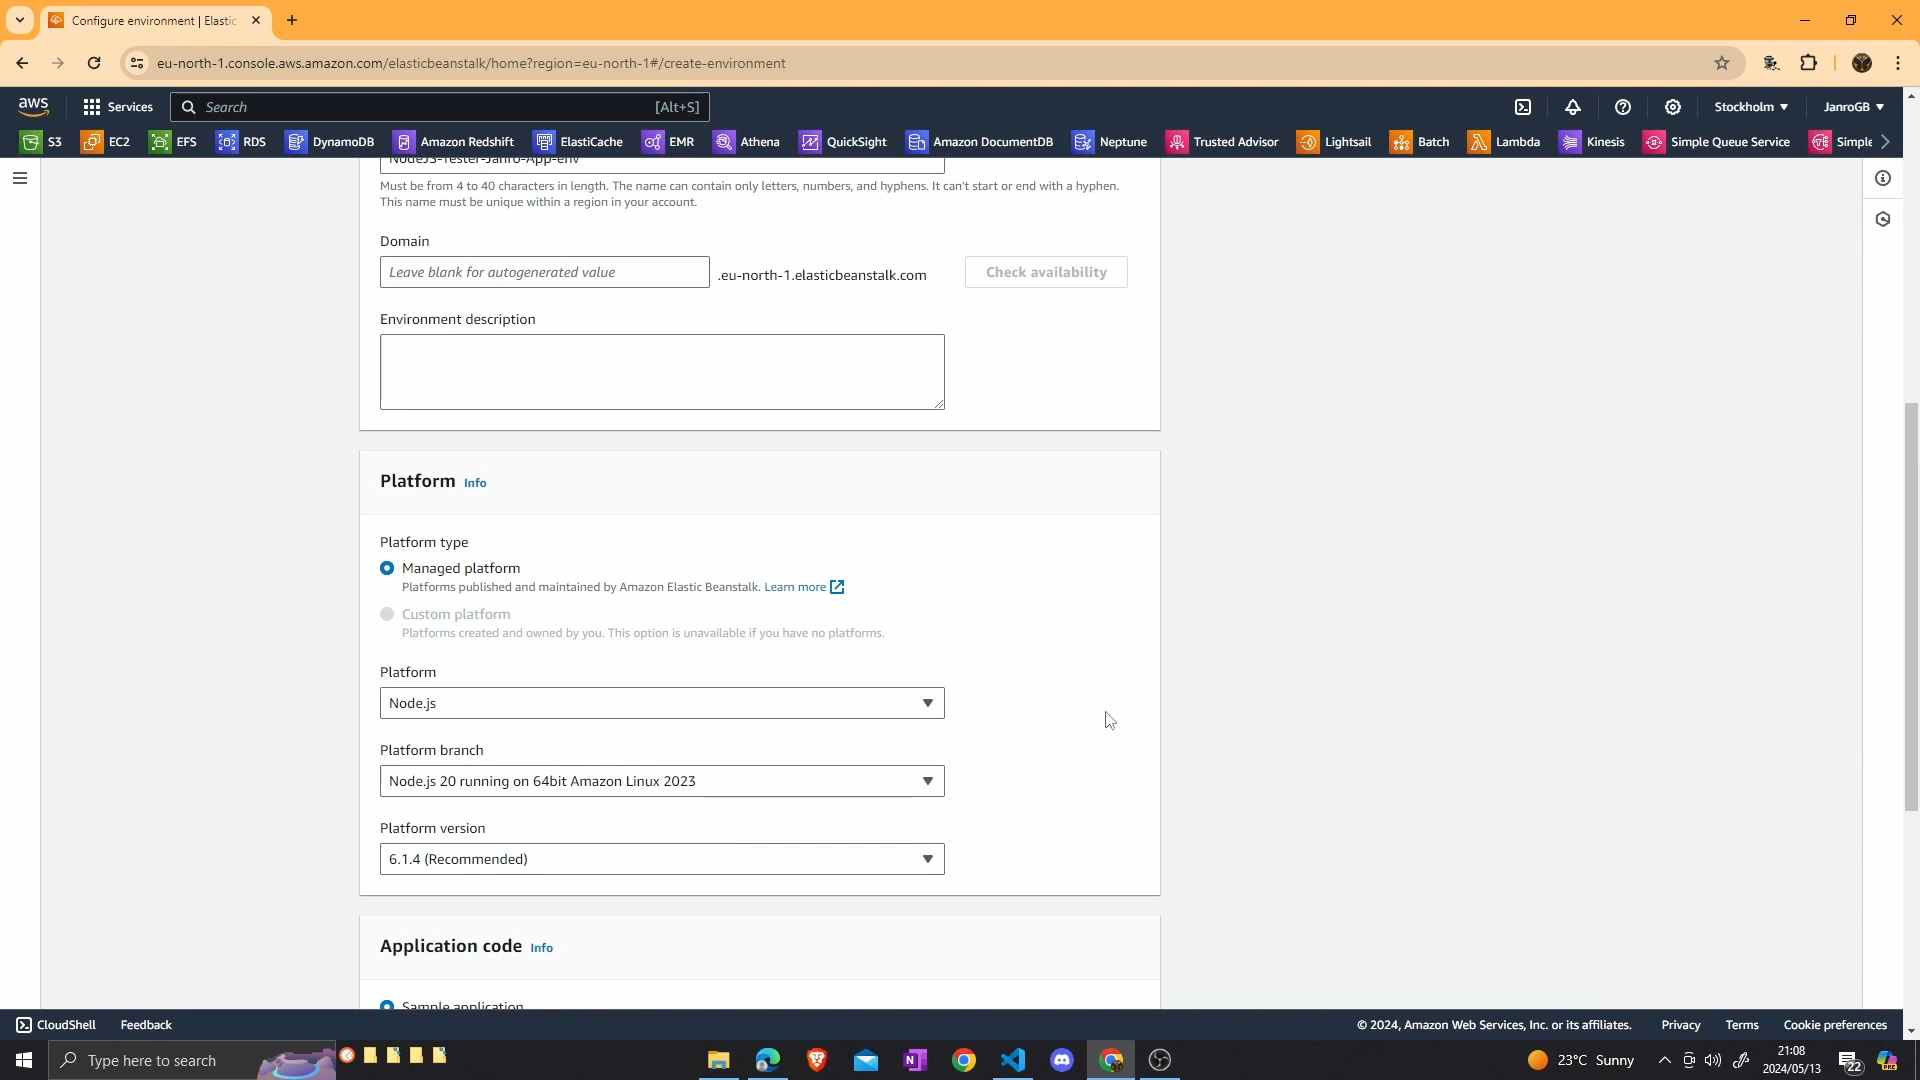 Configure environment | Elastic
eu-north-1.console.aws.amazon.com/elasticbeanstalk/home?region=eu-north-1#/create-environment
aws
Services
Search
[Alt+S]
Stockholm
JanroGB
S3
EC2
EFS
RDS
DynamoDB
Amazon Redshift
ElastiCache
EMR
Athena
QuickSight
Amazon DocumentDB
Neptune
Trusted Advisor
Lightsail
Batch
Lambda
Kinesis
Simple Queue Service
Simple
NodeJS-Tester-Janro-App-env
Must be from 4 to 40 characters in length. The name can contain only letters, numbers, and hyphens. It can't start or end with a hyphen.
This name must be unique within a region in your account.
Domain
Leave blank for autogenerated value
.eu-north-1.elasticbeanstalk.com
Check availability
Environment description
Platform Info
Platform type
Managed platform
Platforms published and maintained by Amazon Elastic Beanstalk. Learn more
Custom platform
Platforms created and owned by you. This option is unavailable if you have no platforms.
Platform
Node.js
Platform branch
Node.js 20 running on 64bit Amazon Linux 2023
Platform version
6.1.4 (Recommended)
Application code Info
Sample application
CloudShell
Feedback
© 2024, Amazon Web Services, Inc. or its affiliates.
Privacy
Terms
Cookie preferences
Type here to search
23°C Sunny
21:08
2024/05/13
22
PRE